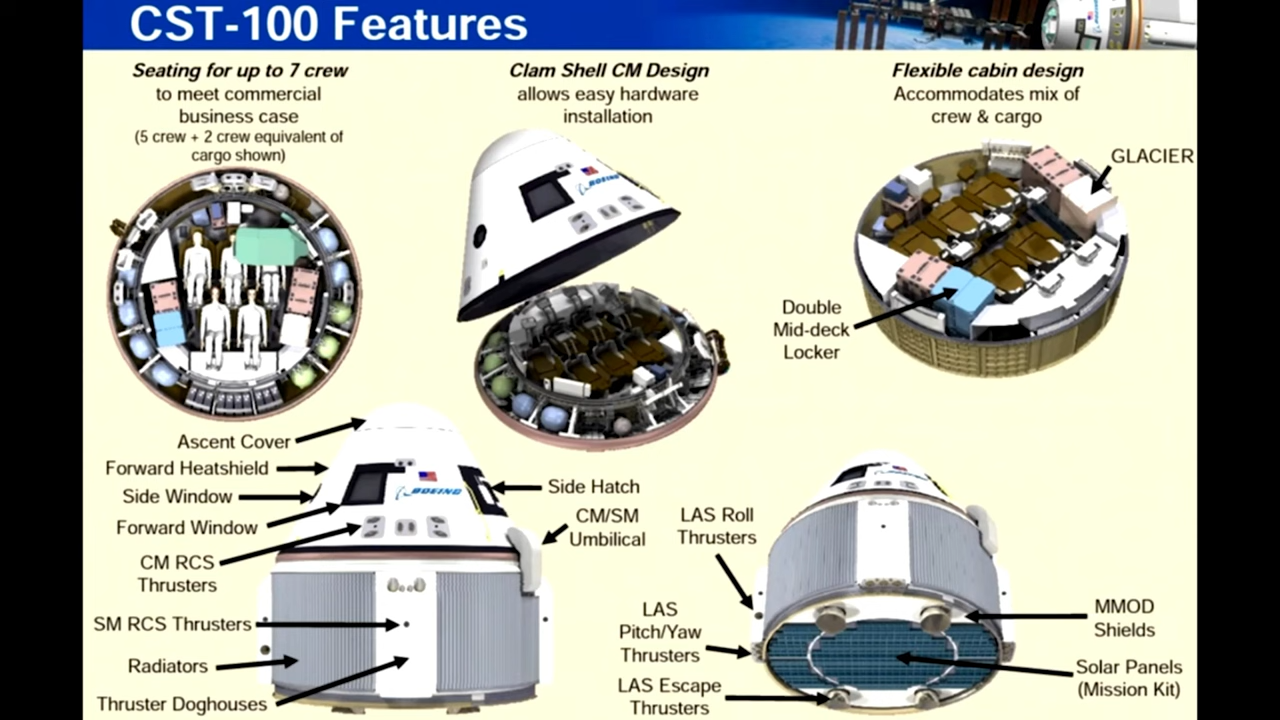 CST-100 Features
Seating for up to 7 crew
to meet commercial
business case
(5 crew + 2 crew equivalent of
cargo shown)
Clam Shell CM Design
allows easy hardware
installation
Flexible cabin design
Accommodates mix of
crew & cargo
GLACIER
BOEING
Double
Mid-deck
Locker
Ascent Cover
Forward Heatshield
Side Window
Forward Window
CM RCS
Thrusters
SM RCS Thrusters
Radiators
Thruster Doghouses
BOEING
Side Hatch
CM/SM
Umbilical
LAS Roll
Thrusters
LAS
Pitch/Yaw
Thrusters
LAS Escape
Thrusters
MMOD
Shields
Solar Panels
(Mission Kit)